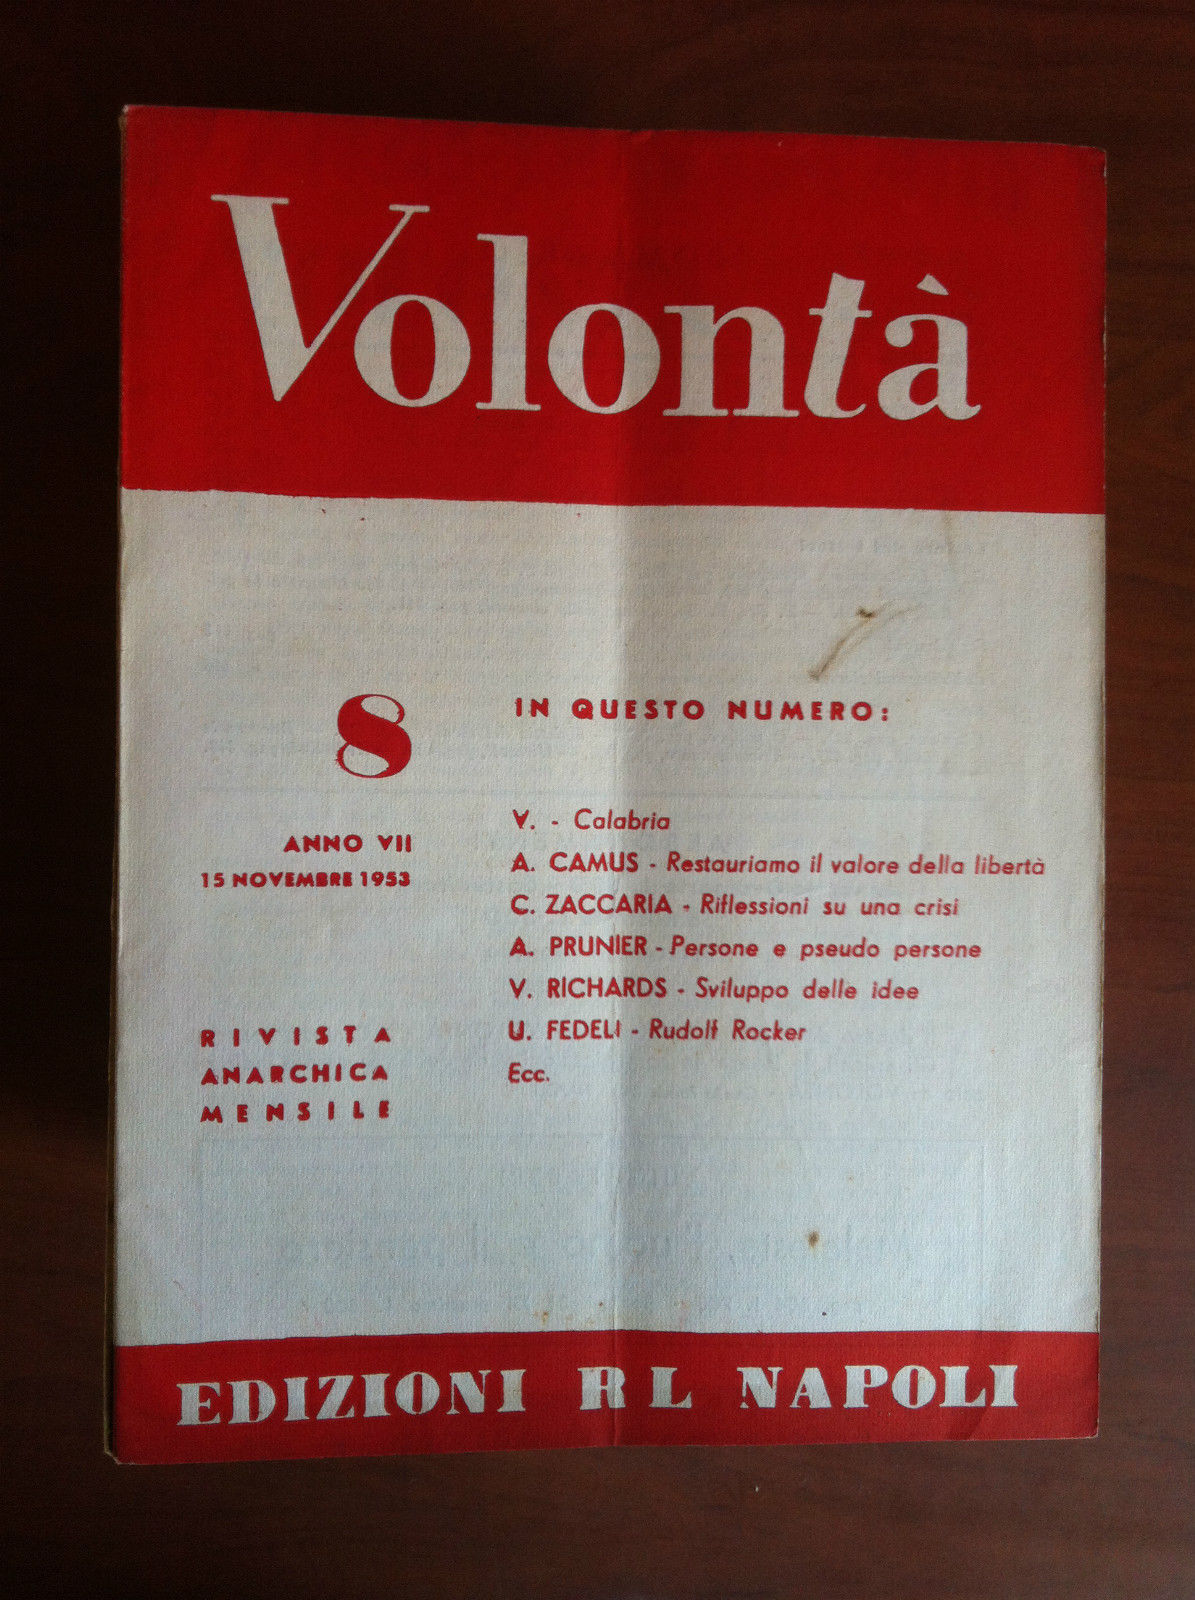 Volontà
8
ANNO VII
15 NOVEMBRE 1953
RIVISTA
ANARCHICA
MENSILE
IN QUESTO NUMERO:
V. - Calabria
A. CAMUS - Restauriamo il valore della libertà
C. ZACCARIA - Riflessioni su una crisi
A. PRUNIER - Persone e pseudo persone
V. RICHARDS - Sviluppo delle idee
U. FEDELI - Rudolf Rocker
Ecc.
EDIZIONI RL NAPOLI